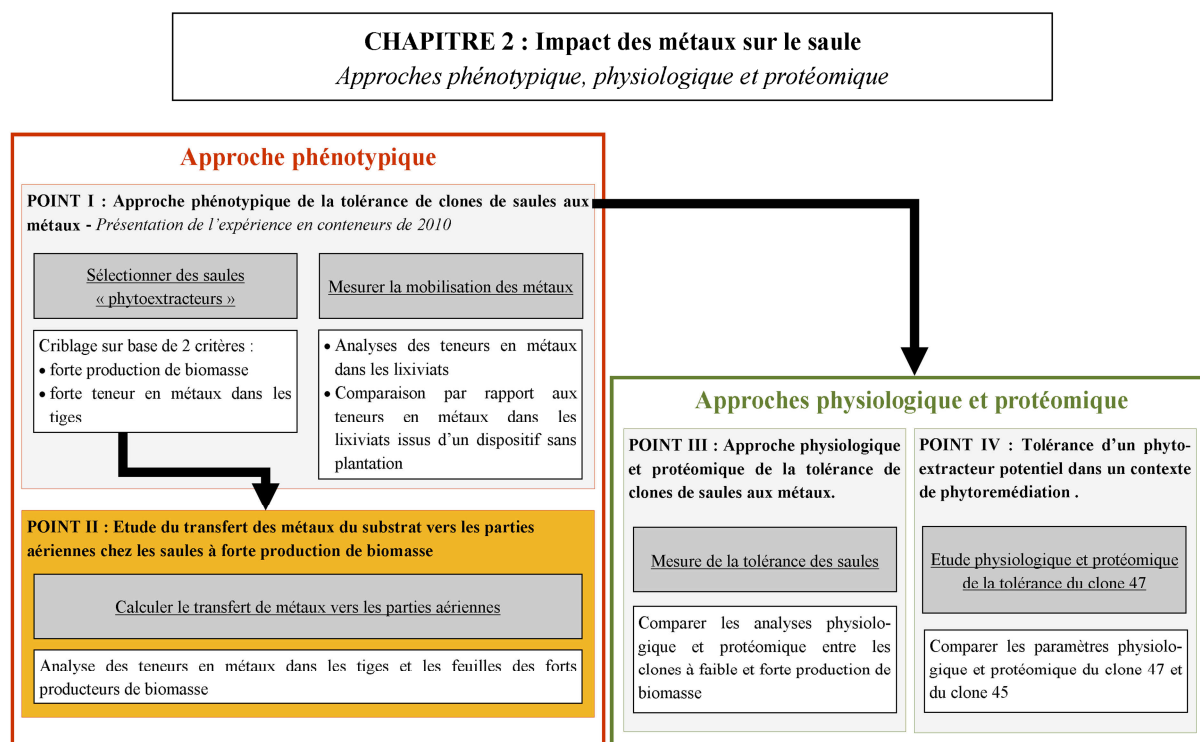 CHAPITRE 2 : Impact des métaux sur le saule
Approches phénotypique, physiologique et protéomique
Approche phénotypique
POINT I : Approche phénotypique de la tolérance de clones de saules aux
métaux - Présentation de l'expérience en conteneurs de 2010
Sélectionner des saules
« phytoextracteurs »
Criblage sur base de 2 critères :
• forte production de biomasse
• forte teneur en métaux dans les
tiges
Mesurer la mobilisation des métaux
• Analyses des teneurs en métaux
dans les lixiviats
• Comparaison par rapport aux
teneurs en métaux dans les
lixiviats issus d'un dispositif sans
plantation
POINT II : Etude du transfert des métaux du substrat vers les parties
aériennes chez les saules à forte production de biomasse
Calculer le transfert de métaux vers les parties aériennes
Analyse des teneurs en métaux dans les tiges et les feuilles des forts
producteurs de biomasse
Approches physiologique et protéomique
POINT III : Approche physiologique
et protéomique de la tolérance de
clones de saules aux métaux.
Mesure de la tolérance des saules
Comparer les analyses physiolo-
gique et protéomique entre les
clones à faible et forte production de
biomasse
POINT IV : Tolérance d'un phyto-
extracteur potentiel dans un contexte
de phytoremédiation .
Etude physiologique et protéomique
de la tolérance du clone 47
Comparer les paramètres physiolo-
gique et protéomique du clone 47 et
du clone 45